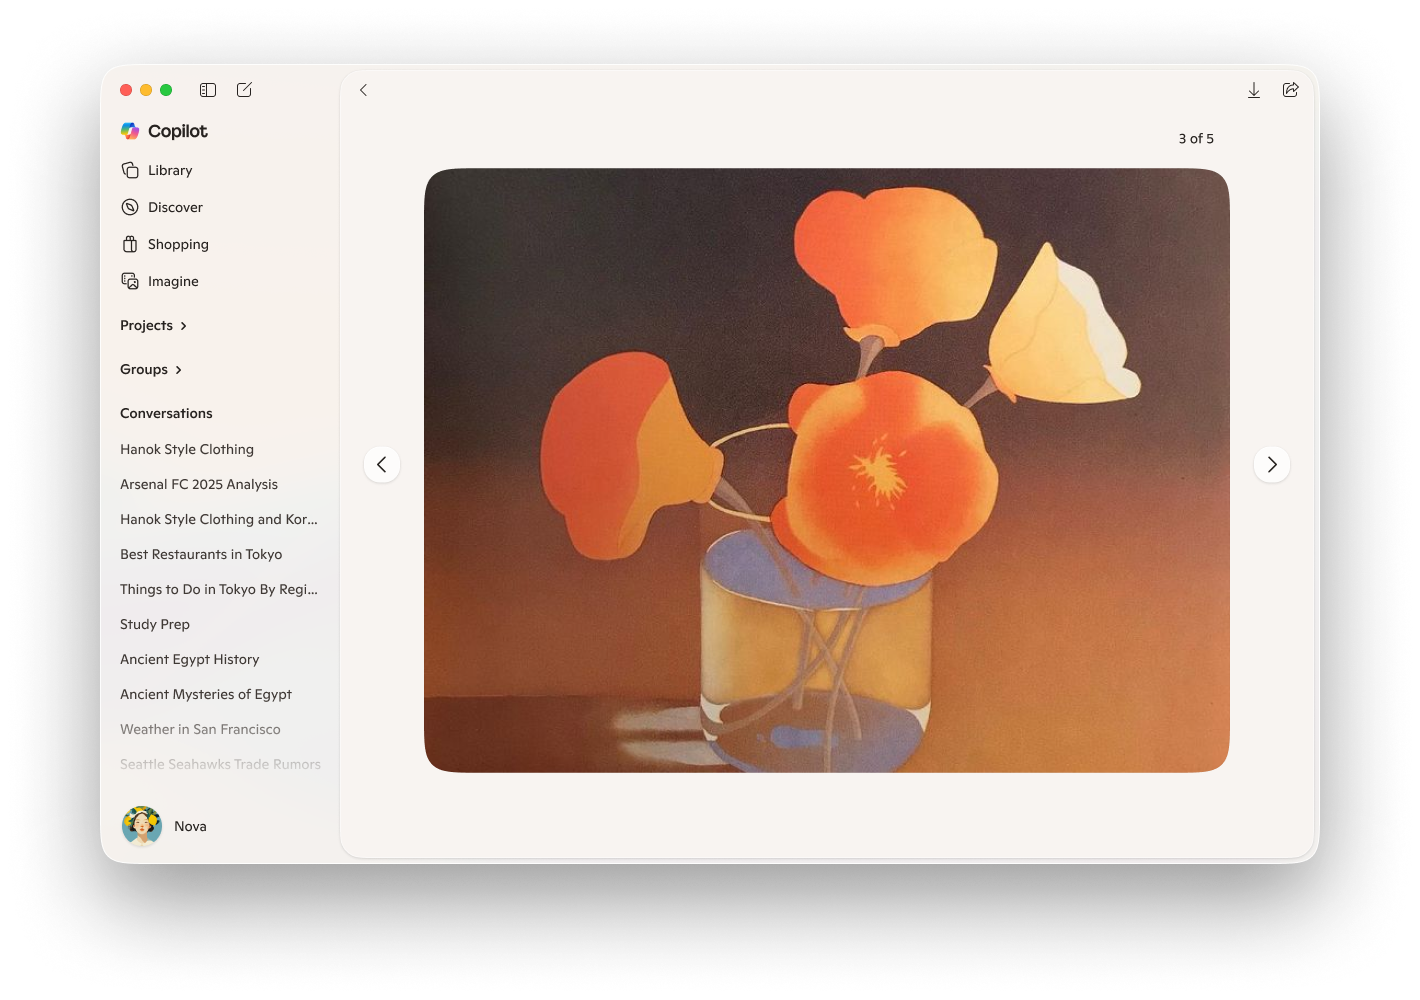 Copilot
Library
Discover
Shopping
Imagine
Projects
Groups
Conversations
Hanok Style Clothing
Arsenal FC 2025 Analysis
Hanok Style Clothing and Kor...
Best Restaurants in Tokyo
Things to Do in Tokyo By Regi...
Study Prep
Ancient Egypt History
Ancient Mysteries of Egypt
Weather in San Francisco
Seattle Seahawks Trade Rumors
Nova
3 of 5